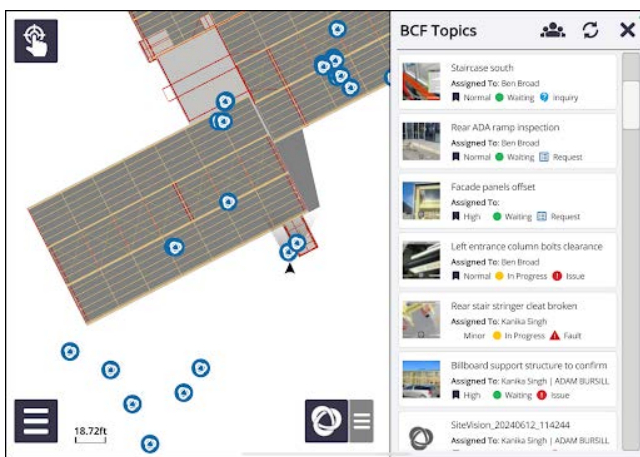 BCF Topics
Staircase south
Assigned To: Ben Broad
Normal Waiting Inquiry
Rear ADA ramp inspection
Assigned To: Ben Broad
Normal Waiting Request
Facade panels offset
Assigned To:
High Waiting Request
Left entrance column bolts clearance
Assigned To: Ben Broad
Normal In Progress Issue
Rear stair stringer cleat broken
Assigned To: Kanika Singh
Minor In Progress Fault
Billboard support structure to confirm
Assigned To: Kanika Singh | ADAM BURSILL
High Waiting Issue
SiteVision_20240612_114244
Assigned To: Kanika Singh | ADAM BURSILL
18.72ft